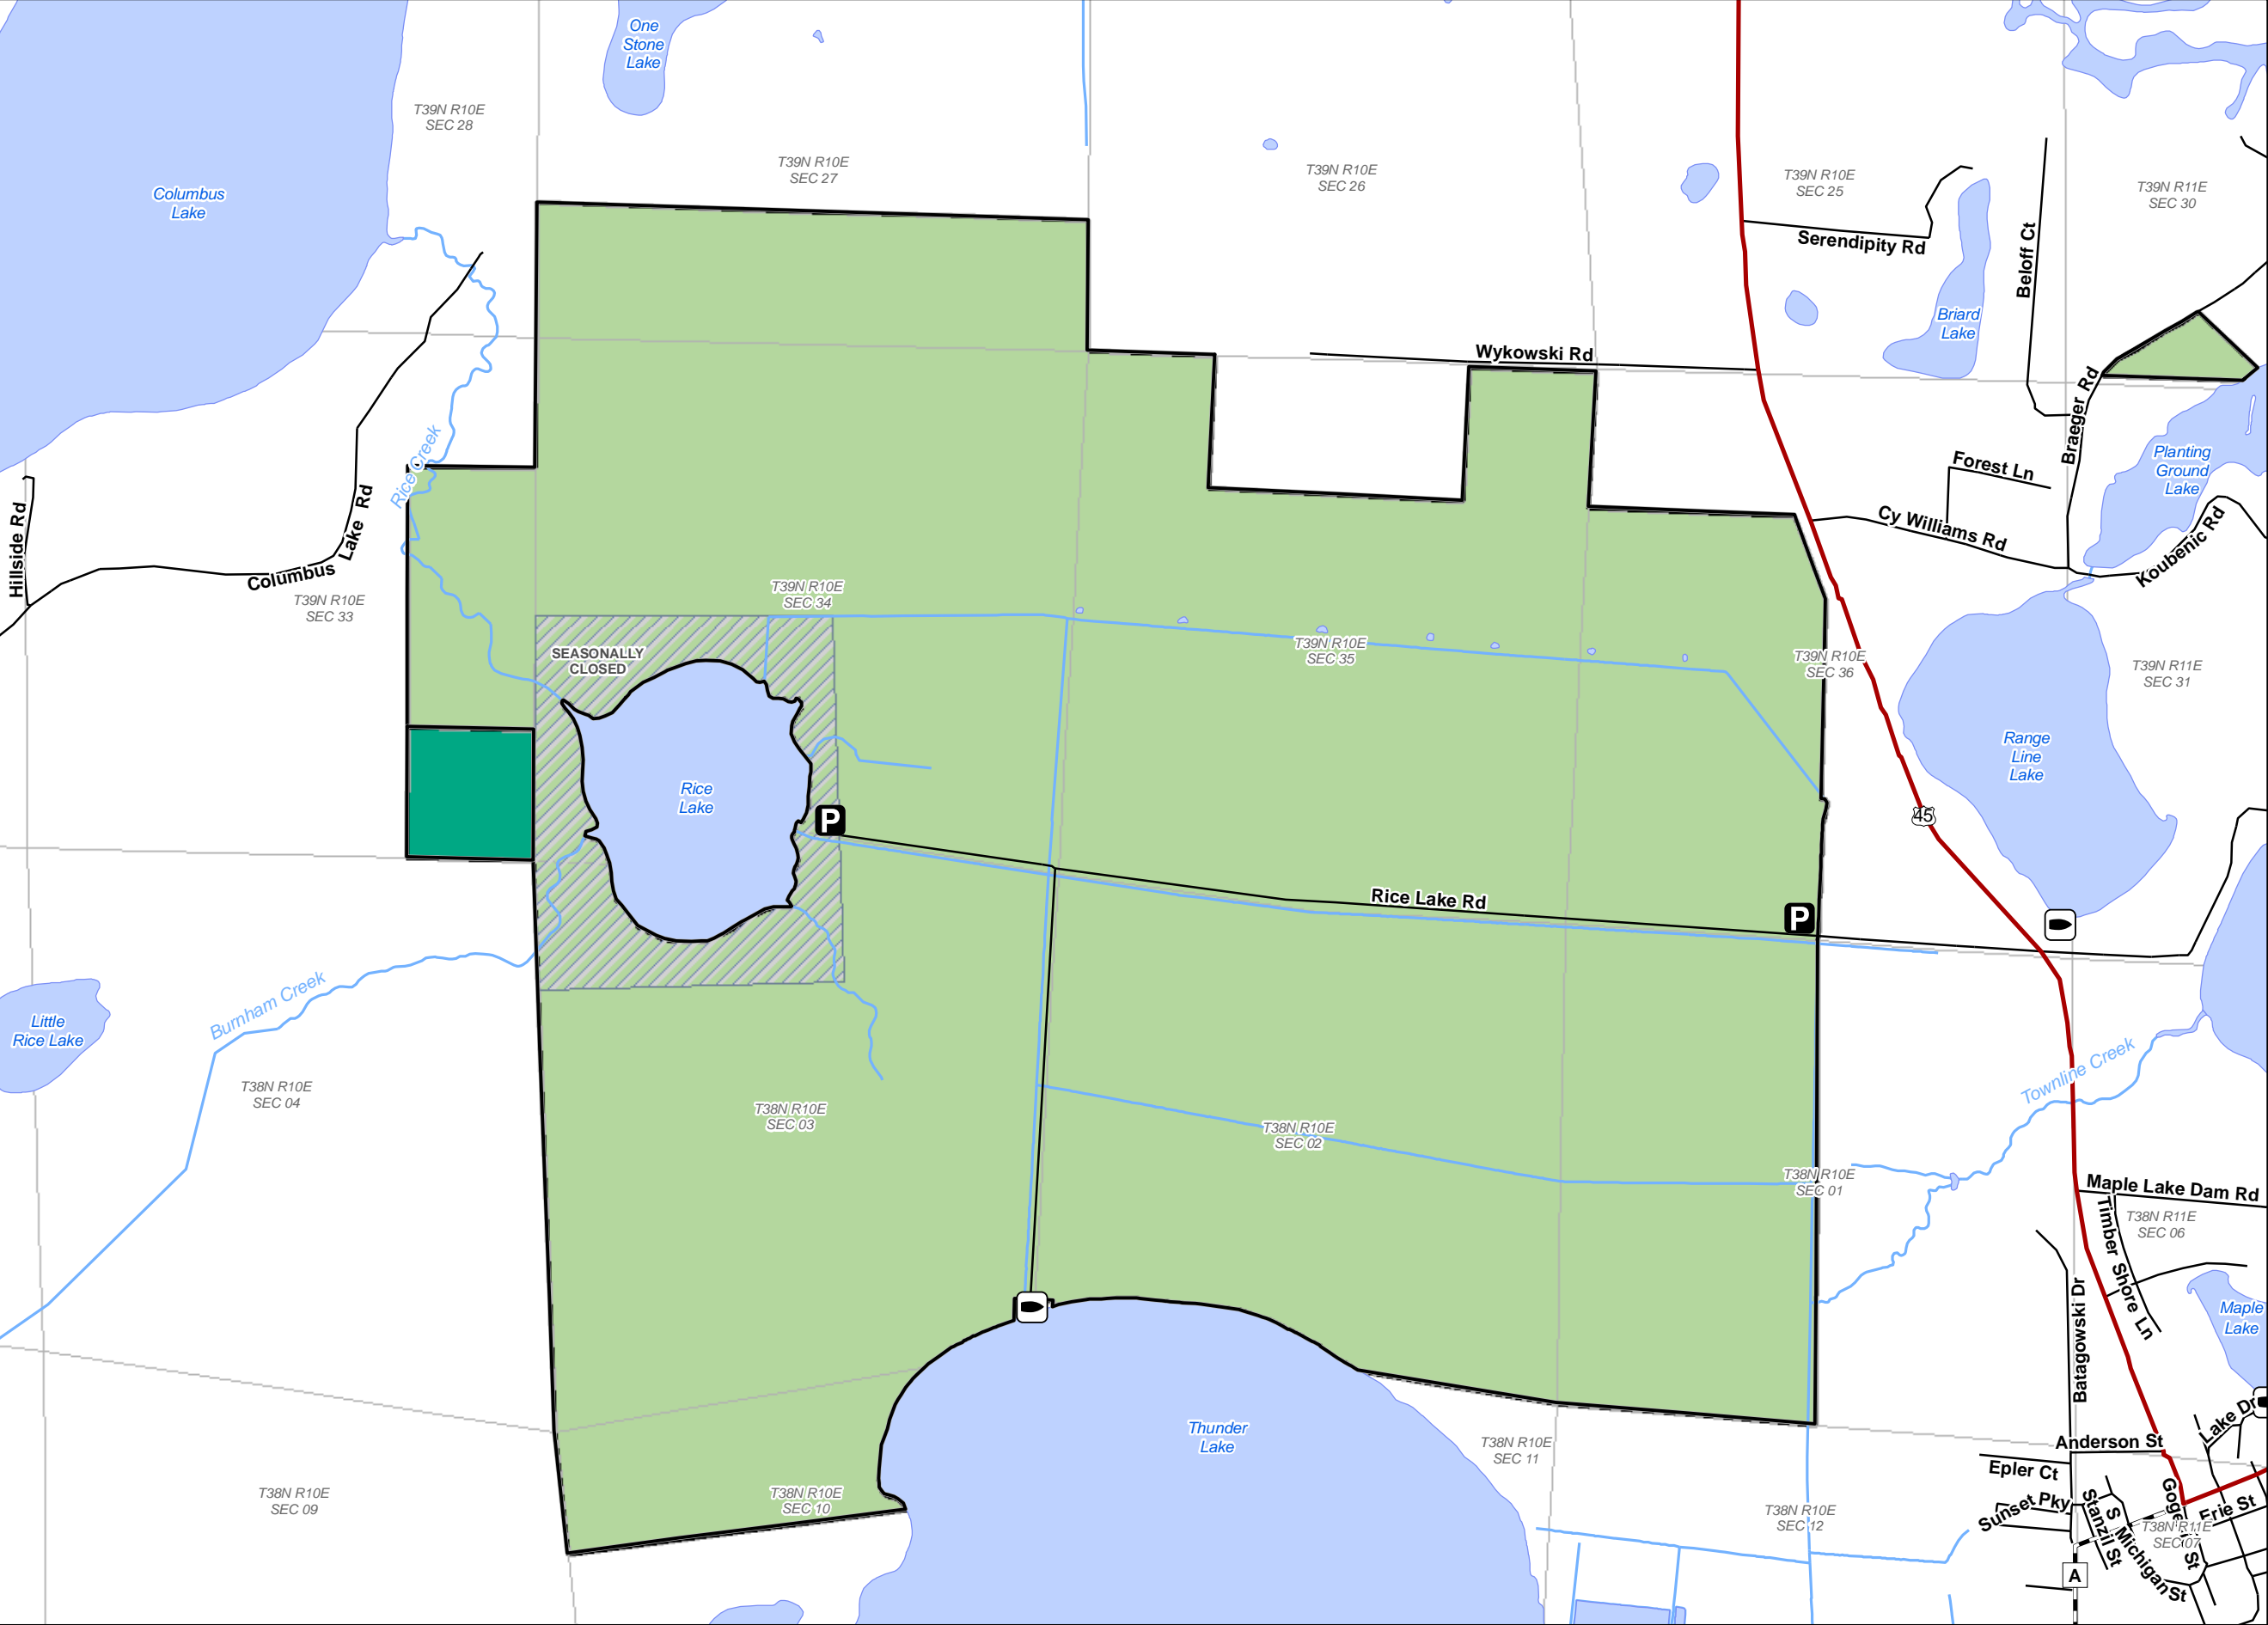 One
Stone
Lake
T39N R10E
SEC 28
T39N R10E
SEC 27
T39N R10E
SEC 26
T39N R10E
SEC 25
T39N R11E
SEC 30
Columbus
Lake
Serendipity Rd
Beloff Ct
Briard
Lake
Wykowski Rd
Braeger Rd
Rice Creek
Forest Ln
Planting
Ground
Lake
Cy Williams Rd
Koubenic Rd
Hillside Rd
Columbus Lake Rd
T39N R10E
SEC 33
T39N R10E
SEC 34
T39N R10E
SEC 35
T39N R10E
SEC 36
T39N R11E
SEC 31
SEASONALLY
CLOSED
Rice
Lake
Range
Line
Lake
P
45
Rice Lake Rd
P
Burnham Creek
Little
Rice Lake
Townline Creek
T38N R10E
SEC 04
T38N R10E
SEC 03
T38N R10E
SEC 02
T38N R10E
SEC 01
Maple Lake Dam Rd
T38N R11E
SEC 06
Timber Shore Ln
Batagowski Dr
Maple
Lake
Thunder
Lake
Lake Dr
Anderson St
T38N R10E
SEC 11
Epler Ct
T38N R10E
SEC 09
T38N R10E
SEC 10
T38N R10E
SEC 12
Sunset Pky
Stanzil St
S Michigan St
Erie St
T38N R11E
SEC 07
A